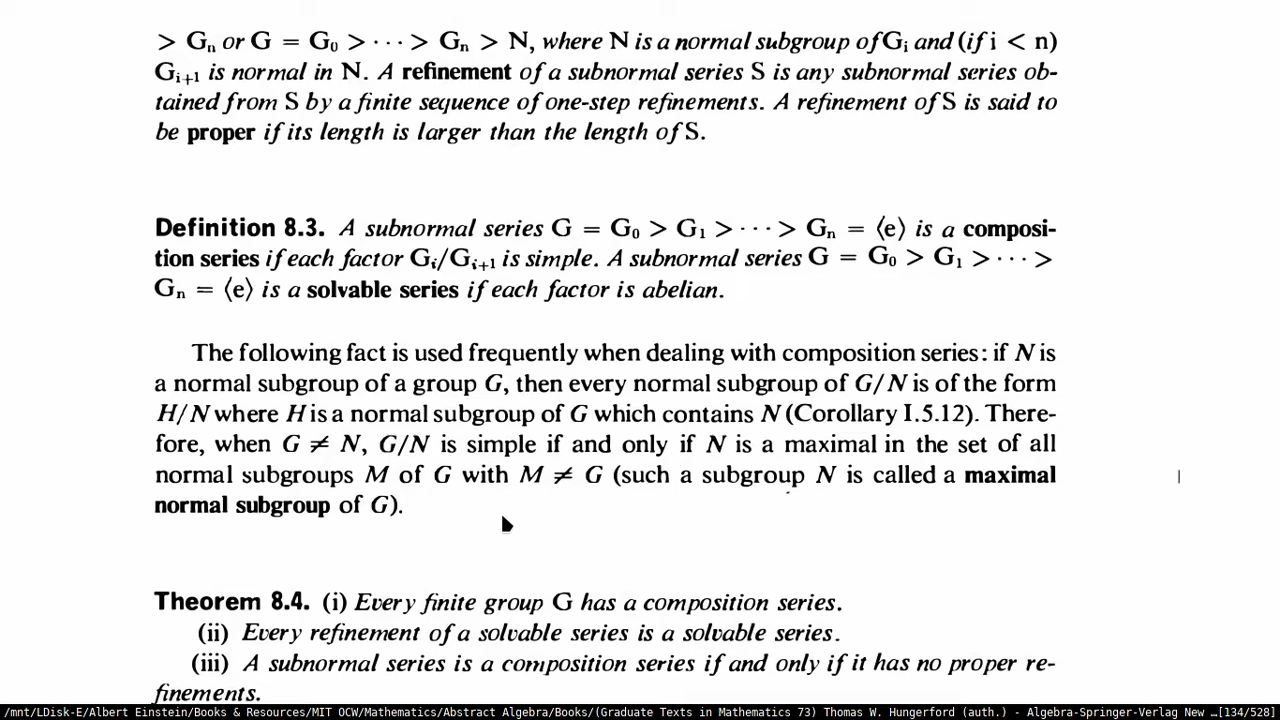 > Gₙ or G = G₀ > · · · > Gₙ > N, where N is a normal subgroup of Gᵢ and (if i < n)
Gᵢ₊₁ is normal in N. A refinement of a subnormal series S is any subnormal series ob-
tained from S by a finite sequence of one-step refinements. A refinement of S is said to
be proper if its length is larger than the length of S.
Definition 8.3. A subnormal series G = G₀ > G₁ > · · · > Gₙ = ⟨e⟩ is a composi-
tion series if each factor Gᵢ/Gᵢ₊₁ is simple. A subnormal series G = G₀ > G₁ > · · · >
Gₙ = ⟨e⟩ is a solvable series if each factor is abelian.
The following fact is used frequently when dealing with composition series: if N is
a normal subgroup of a group G, then every normal subgroup of G/N is of the form
H/N where H is a normal subgroup of G which contains N (Corollary I.5.12). There-
fore, when G ≠ N, G/N is simple if and only if N is a maximal in the set of all
normal subgroups M of G with M ≠ G (such a subgroup N is called a maximal
normal subgroup of G).
Theorem 8.4. (i) Every finite group G has a composition series.
(ii) Every refinement of a solvable series is a solvable series.
(iii) A subnormal series is a composition series if and only if it has no proper re-
finements.
/mnt/LDisk-E/Albert Einstein/Books & Resources/MIT OCW/Mathematics/Abstract Algebra/Books/(Graduate Texts in Mathematics 73) Thomas W. Hungerford (auth.) - Algebra-Springer-Verlag New …[134/528]